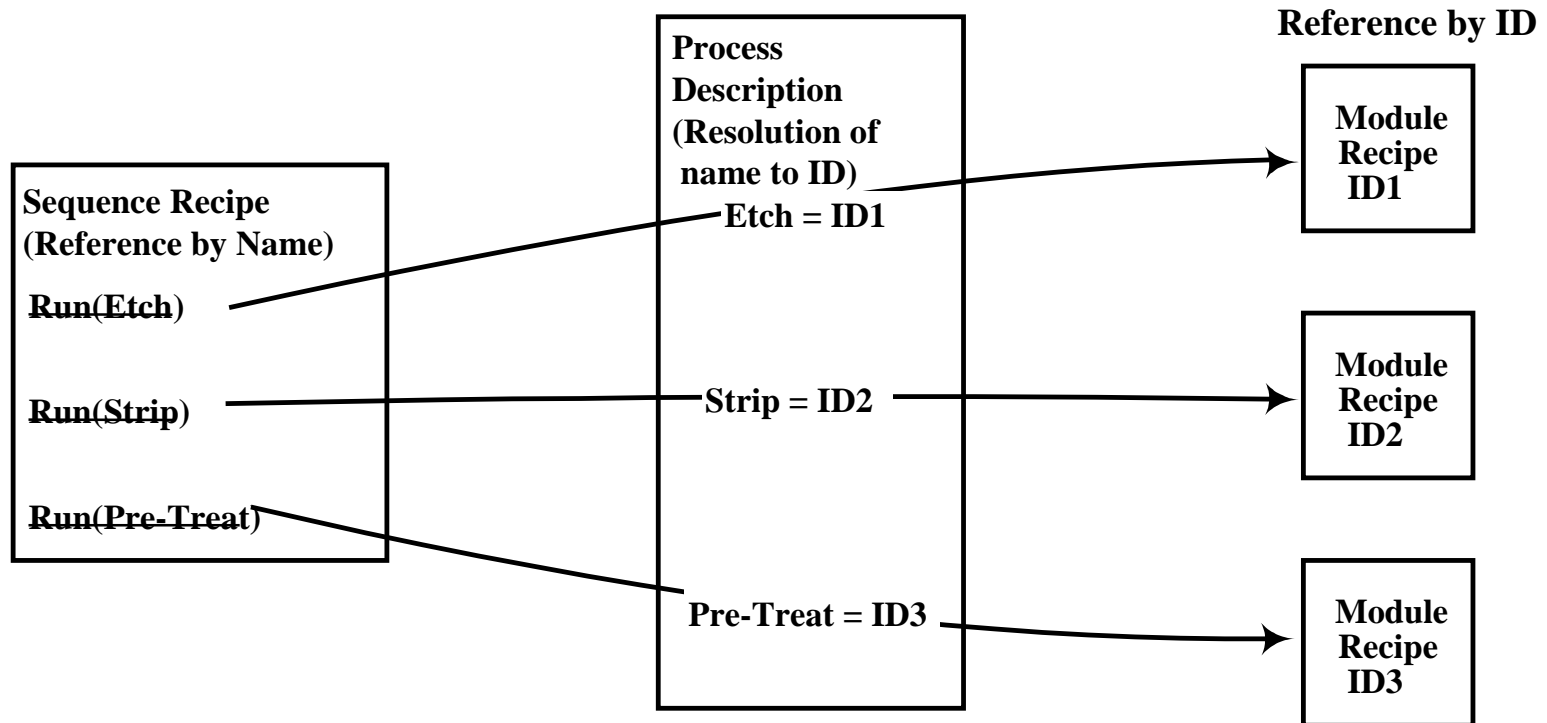 Sequence Recipe
(Reference by Name)
Run(Etch)
Run(Strip)
Run(Pre-Treat)
Process
Description
(Resolution of
name to ID)
Etch = ID1
Strip = ID2
Pre-Treat = ID3
Reference by ID
Module
Recipe
ID1
Module
Recipe
ID2
Module
Recipe
ID3